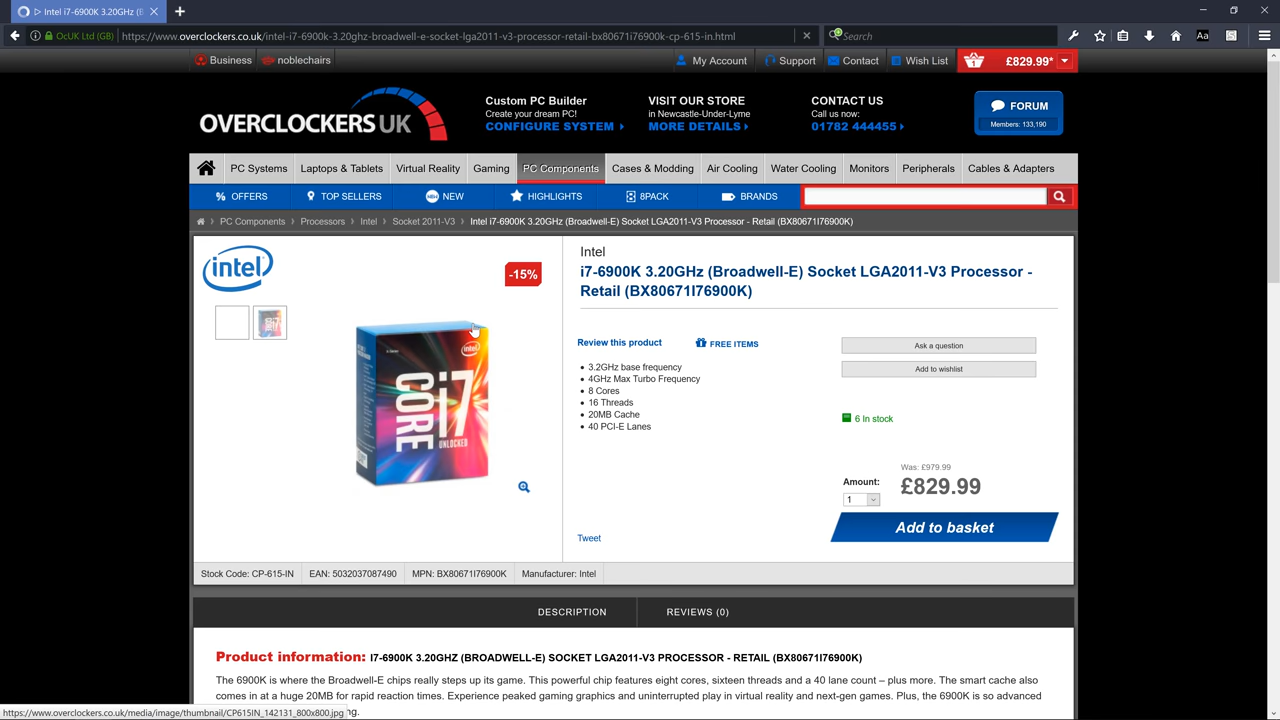 Intel i7-6900K 3.20GHz (B
OcUK Ltd (GB)
https://www.overclockers.co.uk/intel-i7-6900k-3.20ghz-broadwell-e-socket-lga2011-v3-processor-retail-bx80671i76900k-cp-615-in.html
Search
Business
noblechairs
My Account
Support
Contact
Wish List
1
£829.99*
OVERCLOCKERS UK
Custom PC Builder
Create your dream PC!
CONFIGURE SYSTEM
VISIT OUR STORE
in Newcastle-Under-Lyme
MORE DETAILS
CONTACT US
Call us now:
01782 444455
FORUM
Members: 133,190
PC Systems
Laptops & Tablets
Virtual Reality
Gaming
PC Components
Cases & Modding
Air Cooling
Water Cooling
Monitors
Peripherals
Cables & Adapters
% OFFERS
TOP SELLERS
NEW
HIGHLIGHTS
8PACK
BRANDS
PC Components
Processors
Intel
Socket 2011-V3
Intel i7-6900K 3.20GHz (Broadwell-E) Socket LGA2011-V3 Processor - Retail (BX80671I76900K)
intel
-15%
intel
CORE i7
UNLOCKED
Intel
i7-6900K 3.20GHz (Broadwell-E) Socket LGA2011-V3 Processor -
Retail (BX80671I76900K)
Review this product
FREE ITEMS
3.2GHz base frequency
4GHz Max Turbo Frequency
8 Cores
16 Threads
20MB Cache
40 PCI-E Lanes
Tweet
Ask a question
Add to wishlist
6 In stock
Was: £979.99
Amount:
£829.99
1
Add to basket
Stock Code: CP-615-IN
EAN: 5032037087490
MPN: BX80671I76900K
Manufacturer: Intel
DESCRIPTION
REVIEWS (0)
Product information: I7-6900K 3.20GHZ (BROADWELL-E) SOCKET LGA2011-V3 PROCESSOR - RETAIL (BX80671I76900K)
The 6900K is where the Broadwell-E chips really steps up its game. This powerful chip features eight cores, sixteen threads and a 40 lane count – plus more. The smart cache also
comes in at a huge 20MB for rapid reaction times. Experience peaked gaming graphics and uninterrupted play in virtual reality and next-gen games. Plus, the 6900K is so advanced
https://www.overclockers.co.uk/media/image/thumbnail/CP615IN_142131_800x800.jpg
ng.